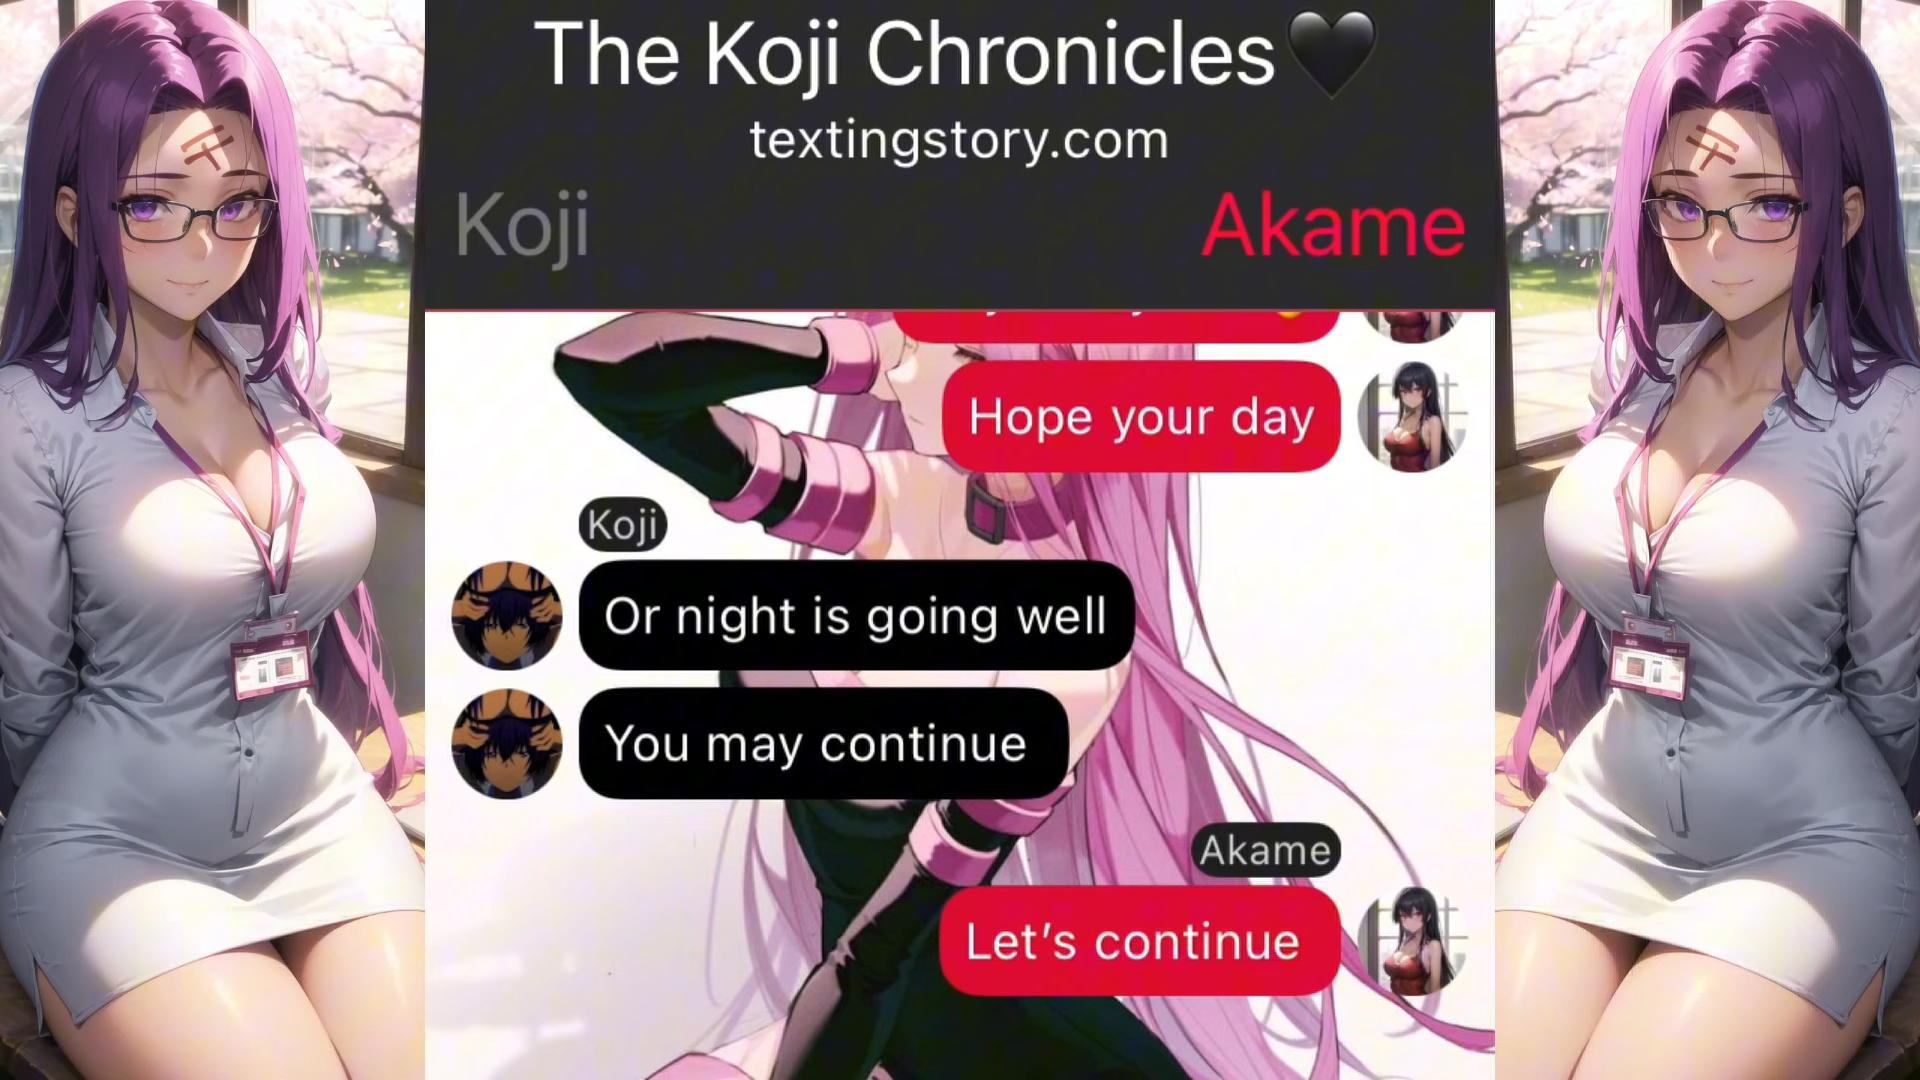 The Koji Chronicles🖤
textingstory.com
Koji
Akame
Hope your day
Koji
Or night is going well
You may continue
Akame
Let's continue